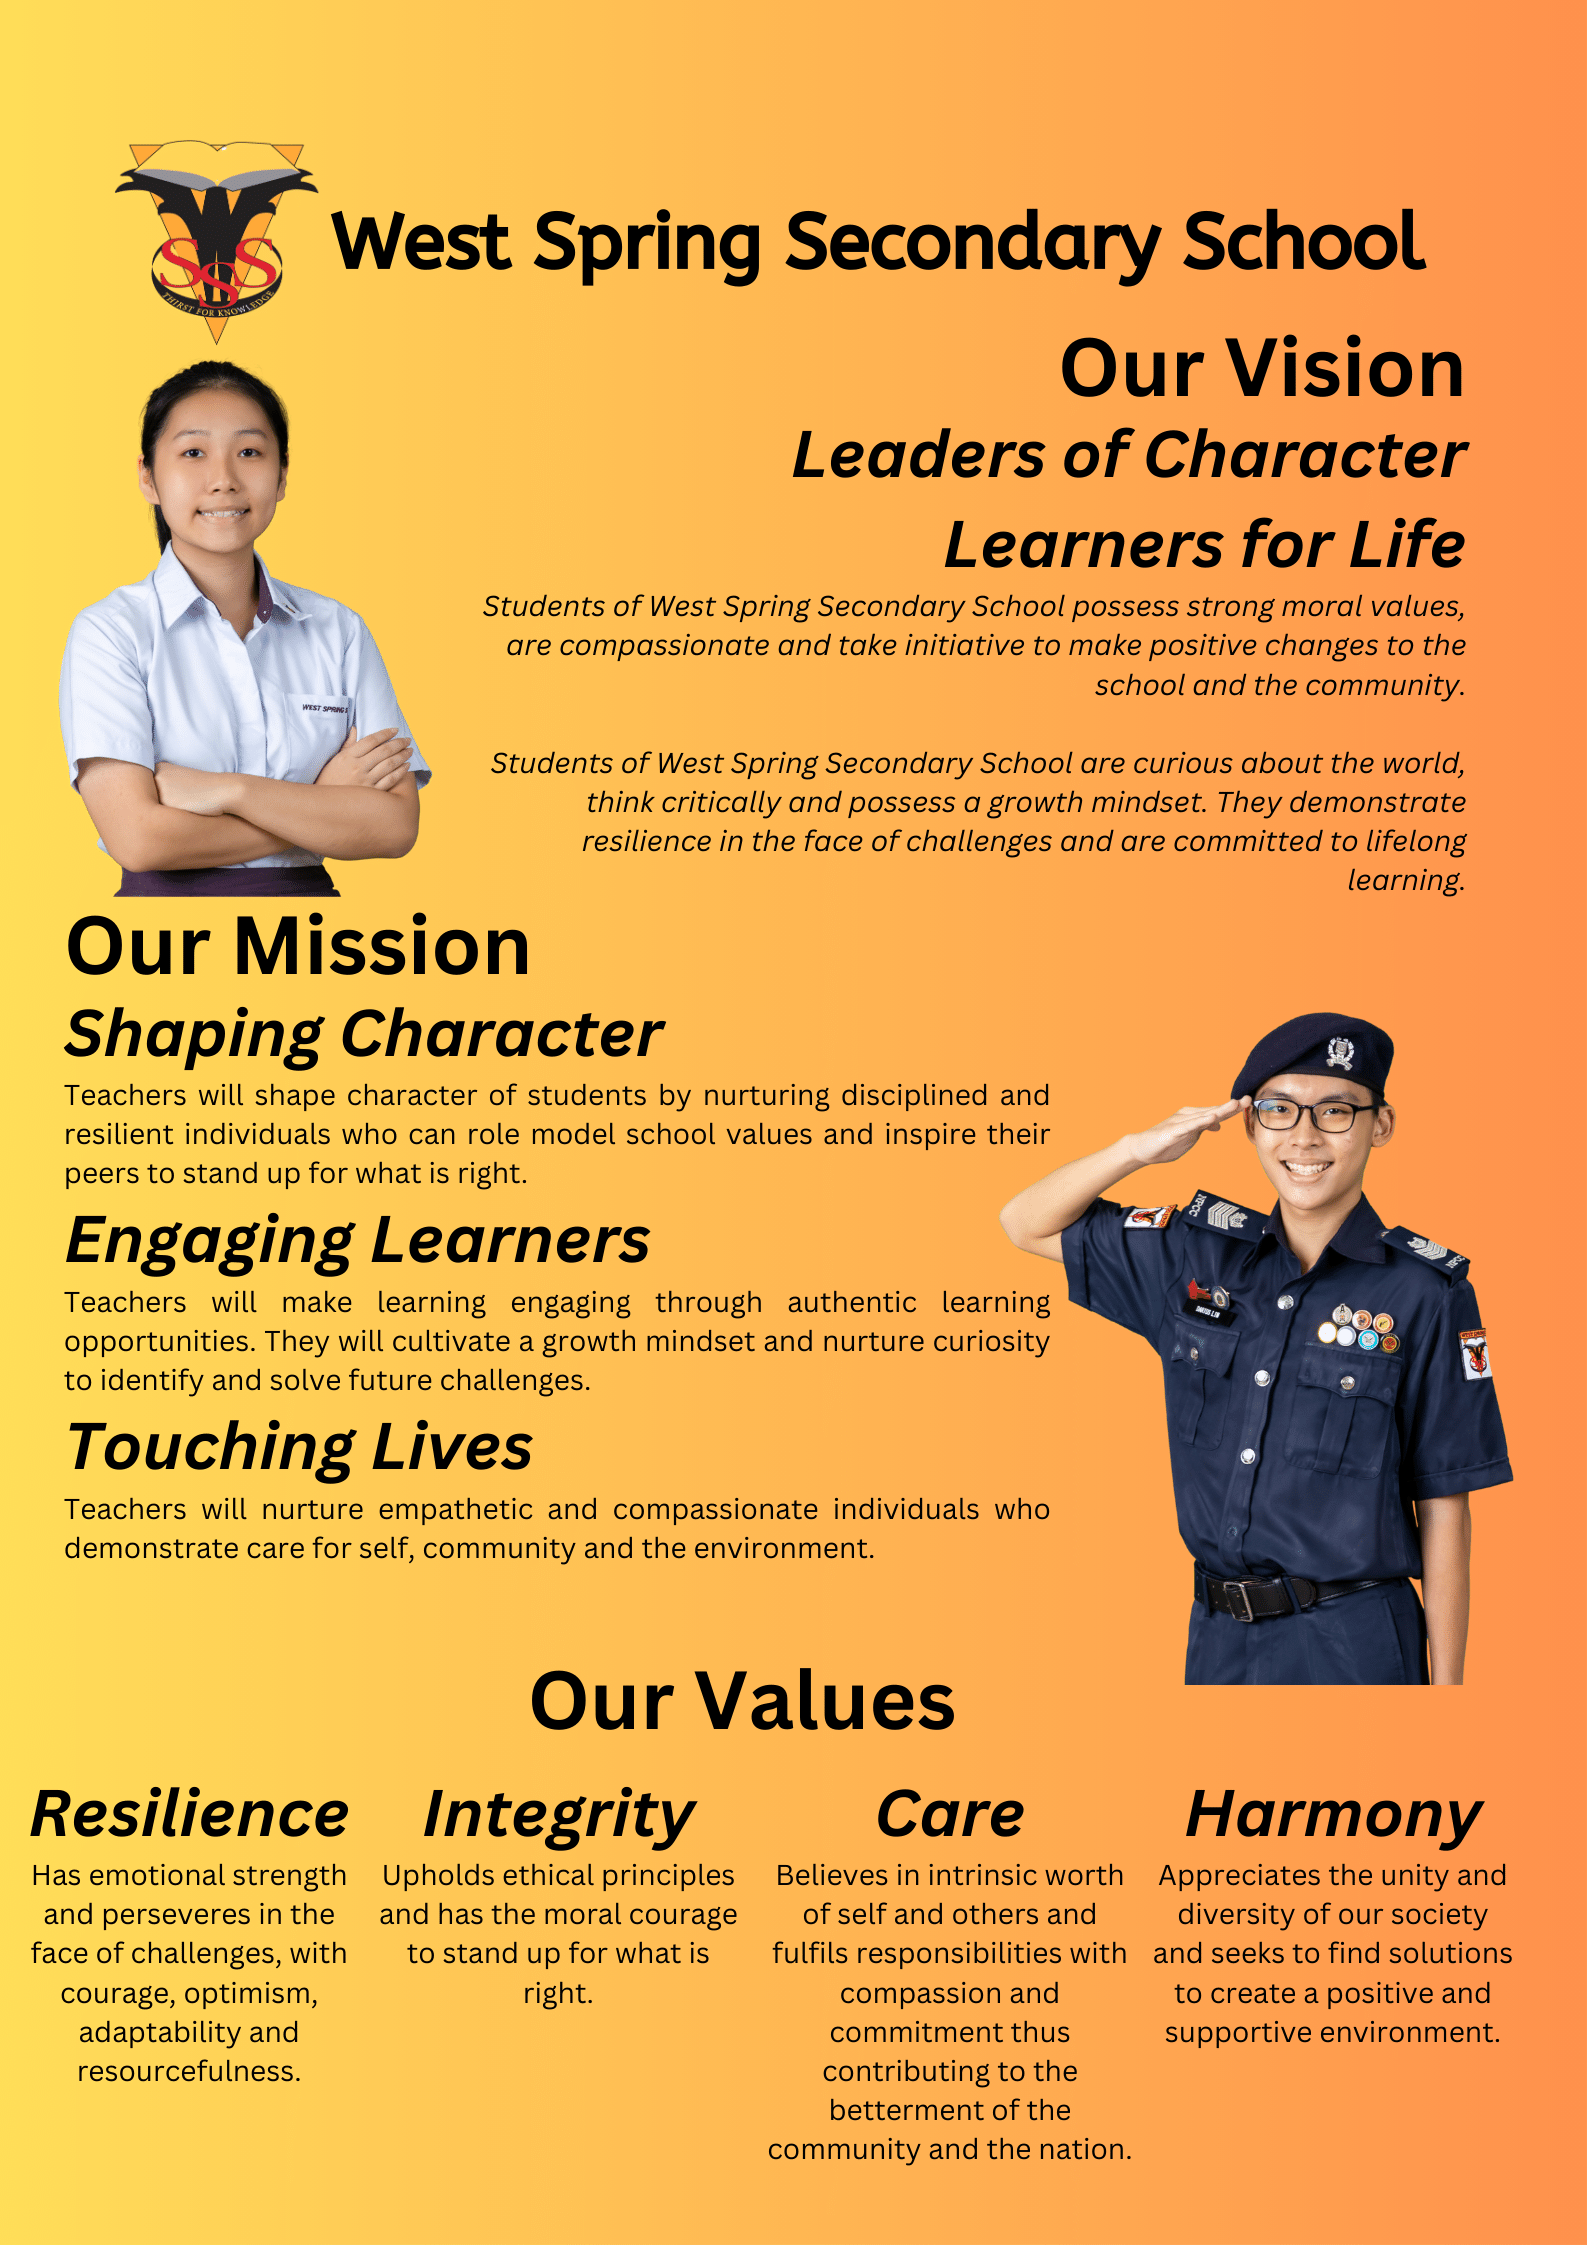 SSS
THIRST FOR KNOWLEDGE
West Spring Secondary School
Our Vision
Leaders of Character
Learners for Life
Students of West Spring Secondary School possess strong moral values,
are compassionate and take initiative to make positive changes to the
school and the community.
Students of West Spring Secondary School are curious about the world,
think critically and possess a growth mindset. They demonstrate
resilience in the face of challenges and are committed to lifelong
learning.
WEST SPRING S
Our Mission
Shaping Character
Teachers will shape character of students by nurturing disciplined and
resilient individuals who can role model school values and inspire their
peers to stand up for what is right.
Engaging Learners
Teachers will make learning engaging through authentic learning
opportunities. They will cultivate a growth mindset and nurture curiosity
to identify and solve future challenges.
Touching Lives
Teachers will nurture empathetic and compassionate individuals who
demonstrate care for self, community and the environment.
NPCC
NPCC
Our Values
Resilience
Has emotional strength
and perseveres in the
face of challenges, with
courage, optimism,
adaptability and
resourcefulness.
Integrity
Upholds ethical principles
and has the moral courage
to stand up for what is
right.
Care
Believes in intrinsic worth
of self and others and
fulfils responsibilities with
compassion and
commitment thus
contributing to the
betterment of the
community and the nation.
Harmony
Appreciates the unity and
diversity of our society
and seeks to find solutions
to create a positive and
supportive environment.